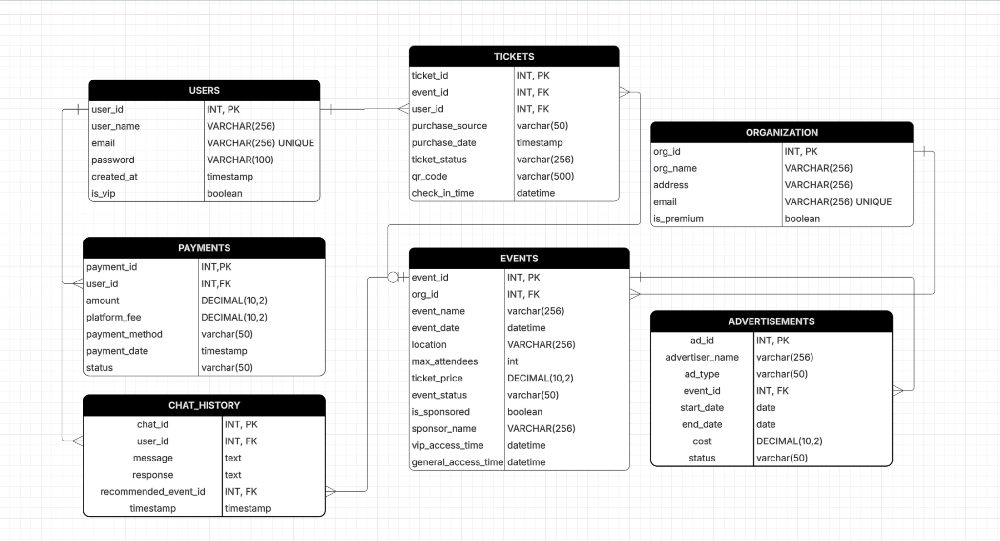 TICKETS
ticket_id INT, PK
event_id INT, FK
user_id INT, FK
purchase_source varchar(50)
purchase_date timestamp
ticket_status varchar(256)
qr_code varchar(500)
check_in_time datetime
USERS
user_id INT, PK
user_name VARCHAR(256)
email VARCHAR(256) UNIQUE
password VARCHAR(100)
created_at timestamp
is_vip boolean
ORGANIZATION
org_id INT, PK
org_name VARCHAR(256)
address VARCHAR(256)
email VARCHAR(256) UNIQUE
is_premium boolean
PAYMENTS
payment_id INT,PK
user_id INT,FK
amount DECIMAL(10,2)
platform_fee DECIMAL(10,2)
payment_method varchar(50)
payment_date timestamp
status varchar(50)
EVENTS
event_id INT, PK
org_id INT, FK
event_name varchar(256)
event_date datetime
location VARCHAR(256)
max_attendees int
ticket_price DECIMAL(10,2)
event_status varchar(50)
is_sponsored boolean
sponsor_name VARCHAR(256)
vip_access_time datetime
general_access_time datetime
ADVERTISEMENTS
ad_id INT, PK
advertiser_name varchar(256)
ad_type varchar(50)
event_id INT, FK
start_date date
end_date date
cost DECIMAL(10,2)
status varchar(50)
CHAT_HISTORY
chat_id INT, PK
user_id INT, FK
message text
response text
recommended_event_id INT, FK
timestamp timestamp